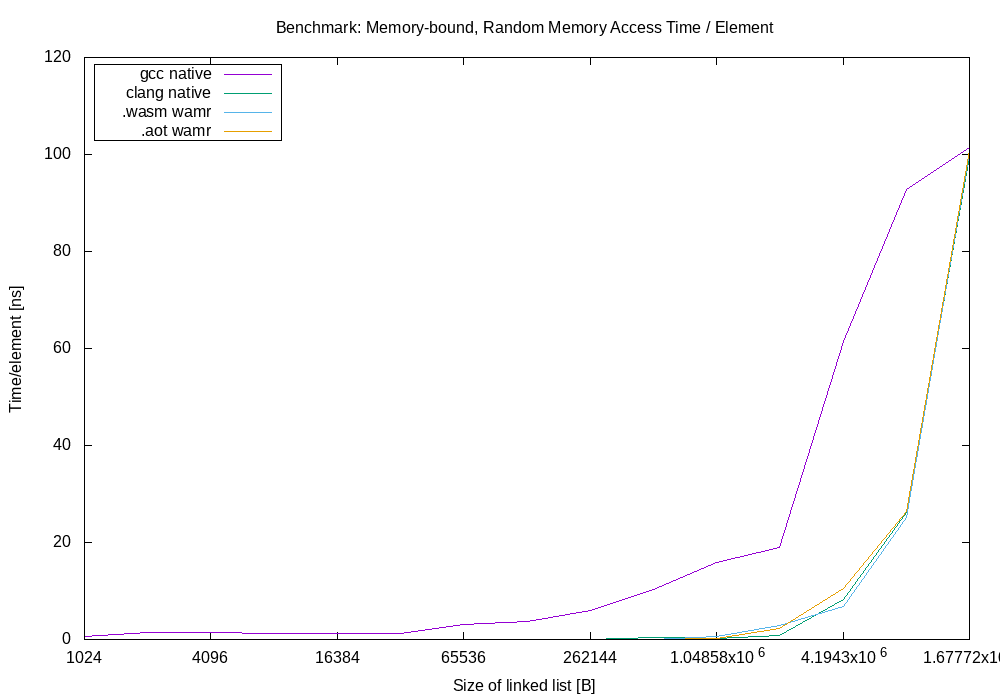 Benchmark: Memory-bound, Random Memory Access Time / Element
120
100
80
60
40
20
0
gcc native
clang native
.wasm wamr
.aot wamr
Time/element [ns]
1024 4096 16384 65536 262144 1.04858x10 6 4.1943x10 6 1.67772x10
Size of linked list [B]